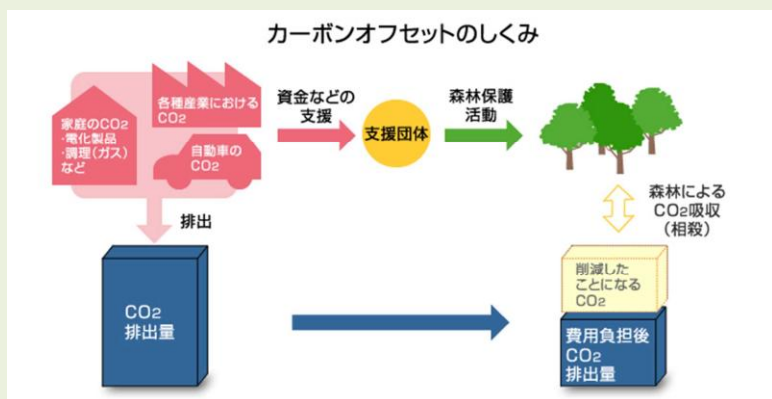 カーボンオフセットのしくみ
家庭のCO2
・電化製品
・調理(ガス)
など
各種産業における
CO2
自動車の
CO2
資金などの
支援
支援団体
森林保護
活動
排出
森林による
CO2吸収
(相殺)
CO2
排出量
削減した
ことになる
CO2
費用負担後
CO2
排出量